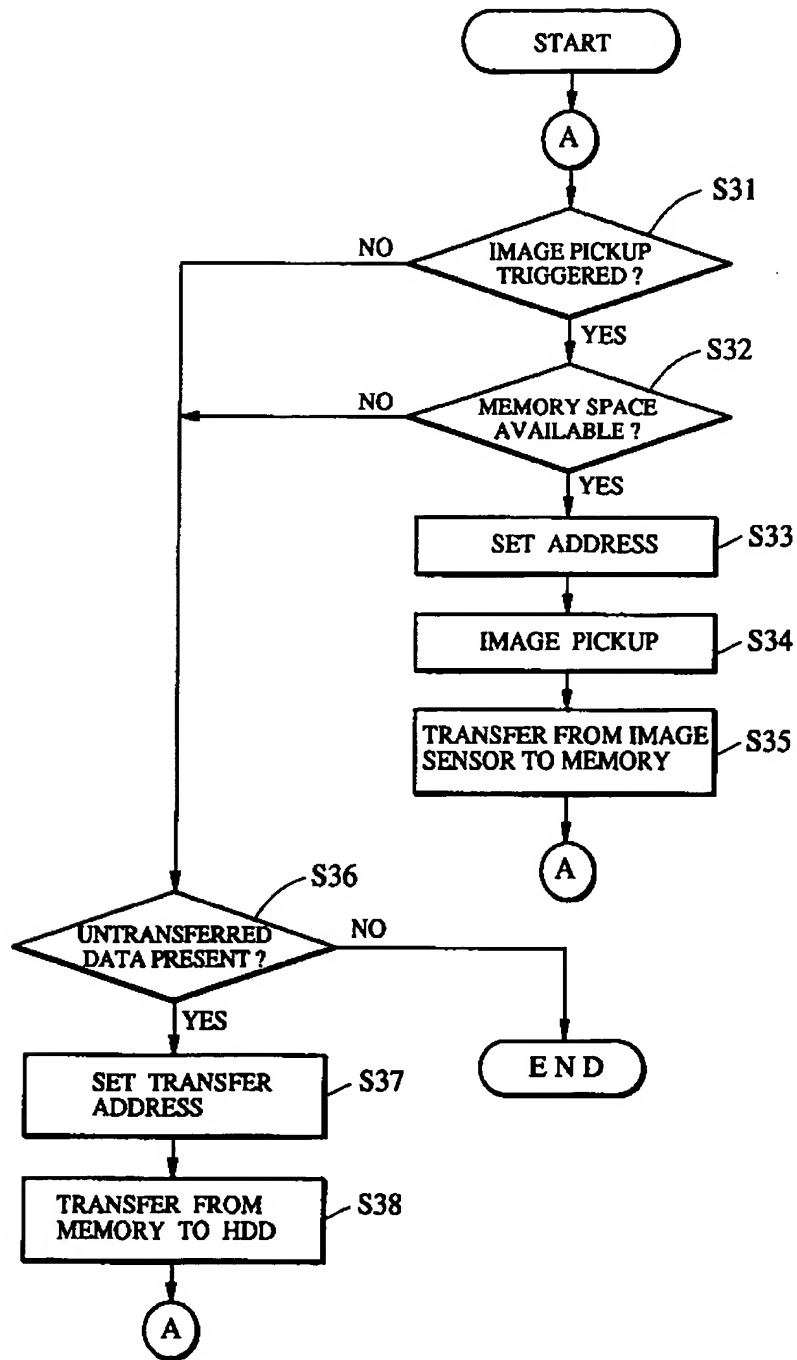 START
A
S31
IMAGE PICKUP
TRIGGERED ?
NO
YES
S32
MEMORY SPACE
AVAILABLE ?
NO
YES
SET ADDRESS
S33
IMAGE PICKUP
S34
TRANSFER FROM IMAGE
SENSOR TO MEMORY
S35
A
S36
UNTRANSFERRED
DATA PRESENT ?
NO
YES
END
SET TRANSFER
ADDRESS
S37
TRANSFER FROM
MEMORY TO HDD
S38
A